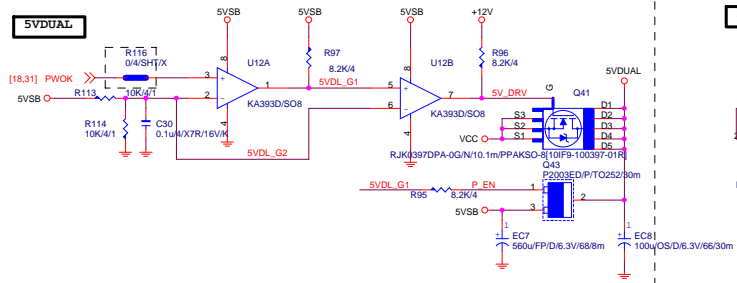 5VDUAL
5VSB
5VSB
5VSB
+12V
R116
0/4/SHT/X
U12A
R97
8.2K/4
U12B
R96
8.2K/4
5VDUAL
[18,31] PWOK
3
+
8
1
5VDL_G1
5
+
8
7
5V_DRV
G
Q41
5VSB
R113
10K/4/1
2
-
KA393D/SO8
6
-
KA393D/SO8
4
4
S3
S2
S1
D1
D2
D3
D4
D5
R114
10K/4/1
C30
0.1u/4/X7R/16V/K
VCC
5VDL_G2
RJK0397DPA-0G/N/10.1m/PPAKSO-8[10IF9-100397-01R]
Q43
P2003ED/P/TO252/30m
5VDL_G1
R95
8.2K/4
P_EN
1
2
5VSB
3
1
EC7
560u/FP/D/6.3V/68/8m
1
EC8
100u/OS/D/6.3V/66/30m